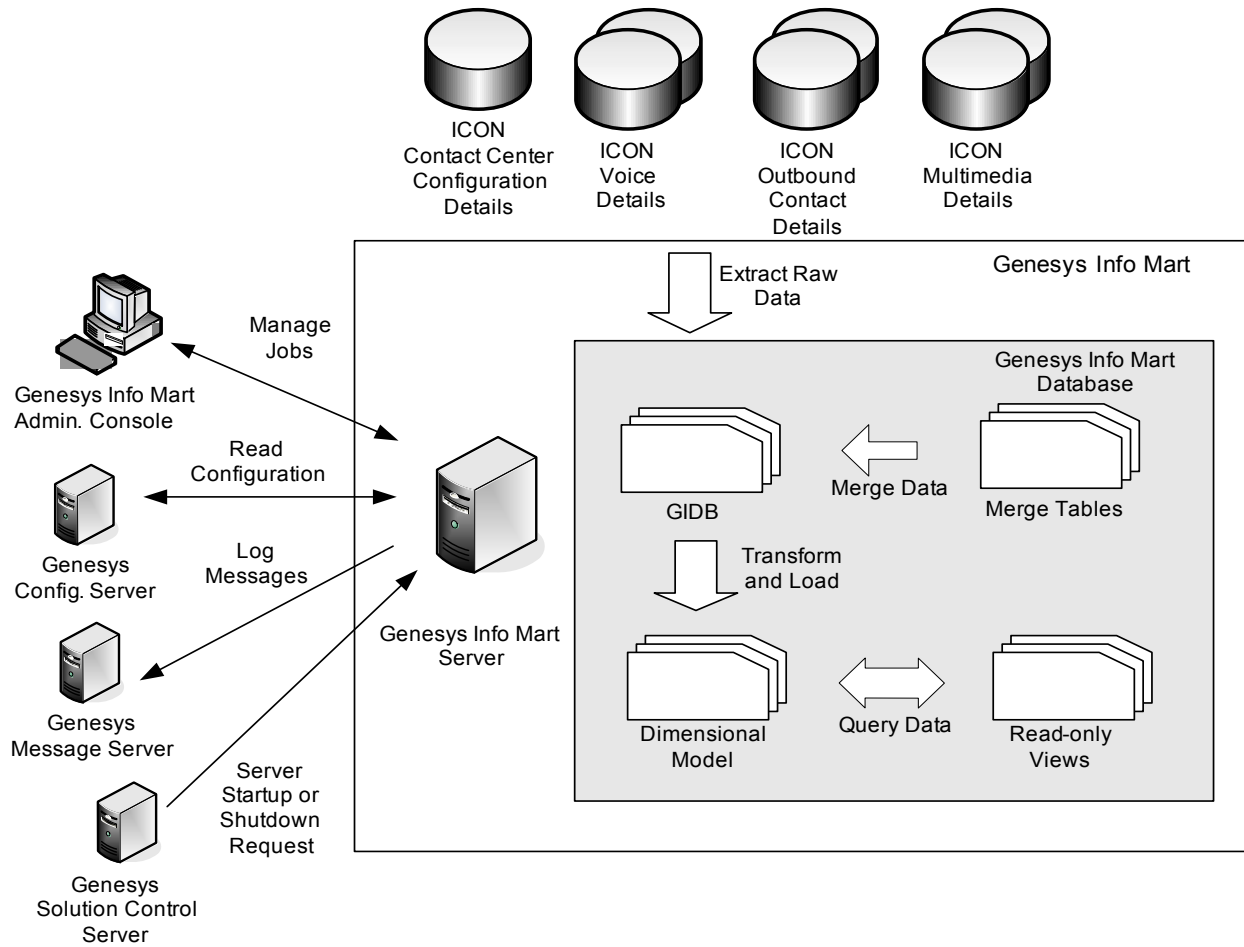 ICON
Contact Center
Configuration
Details
ICON
Voice
Details
ICON
Outbound
Contact
Details
ICON
Multimedia
Details
Genesys Info Mart
Extract Raw
Data
Manage
Jobs
Genesys Info Mart
Admin. Console
Genesys Info Mart
Database
Read
Configuration
GIDB
Merge Data
Merge Tables
Genesys
Config. Server
Log
Messages
Transform
and Load
Genesys Info Mart
Server
Genesys
Message Server
Dimensional
Model
Query Data
Read-only
Views
Server
Startup or
Shutdown
Request
Genesys
Solution Control
Server